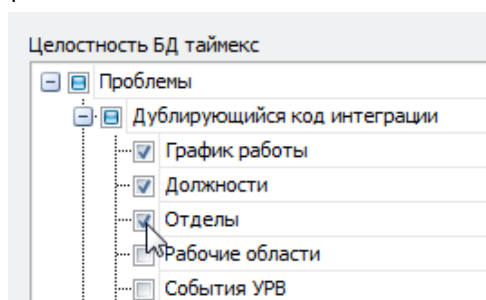 Целостность БД таймекс
Проблемы
Дублирующийся код интеграции
График работы
Должности
Отделы
Рабочие области
События УРВ